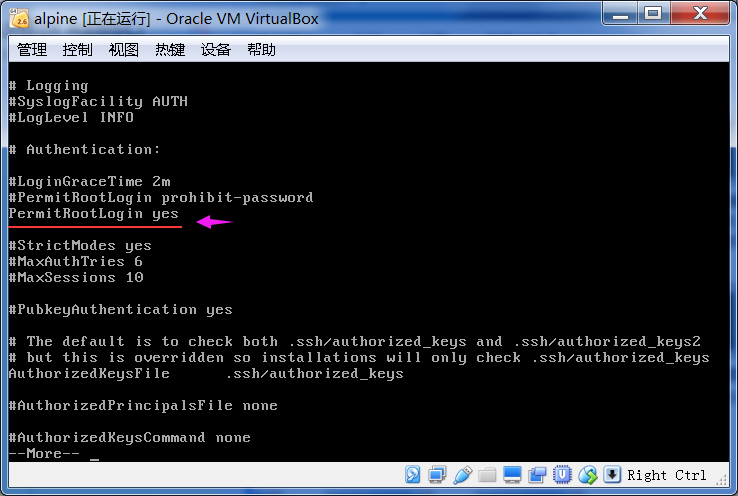 alpine [正在运行] - Oracle VM VirtualBox
管理 控制 视图 热键 设备 帮助
# Logging
#SyslogFacility AUTH
#LogLevel INFO
# Authentication:
#LoginGraceTime 2m
#PermitRootLogin prohibit-password
PermitRootLogin yes
#StrictModes yes
#MaxAuthTries 6
#MaxSessions 10
#PubkeyAuthentication yes
# The default is to check both .ssh/authorized_keys and .ssh/authorized_keys2
# but this is overridden so installations will only check .ssh/authorized_keys
AuthorizedKeysFile      .ssh/authorized_keys
#AuthorizedPrincipalsFile none
#AuthorizedKeysCommand none
--More-- _
Right Ctrl